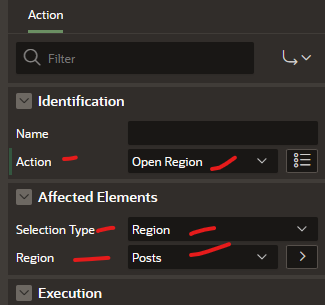 Action
Filter
Identification
Name
Action Open Region
Affected Elements
Selection Type Region
Region Posts
Execution